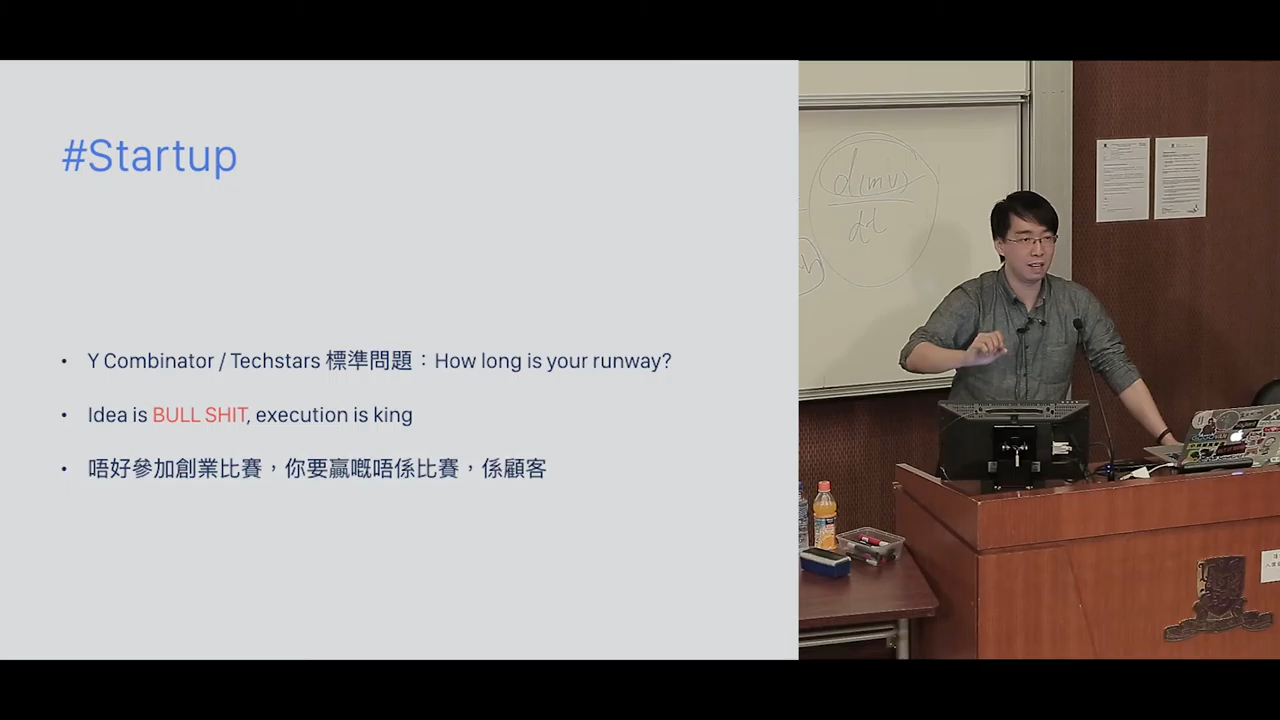 #Startup
• Y Combinator / Techstars 標準問題：How long is your runway?
• Idea is BULL SHIT, execution is king
• 唔好參加創業比賽，你要贏嘅唔係比賽，係顧客
d(mv)
dt